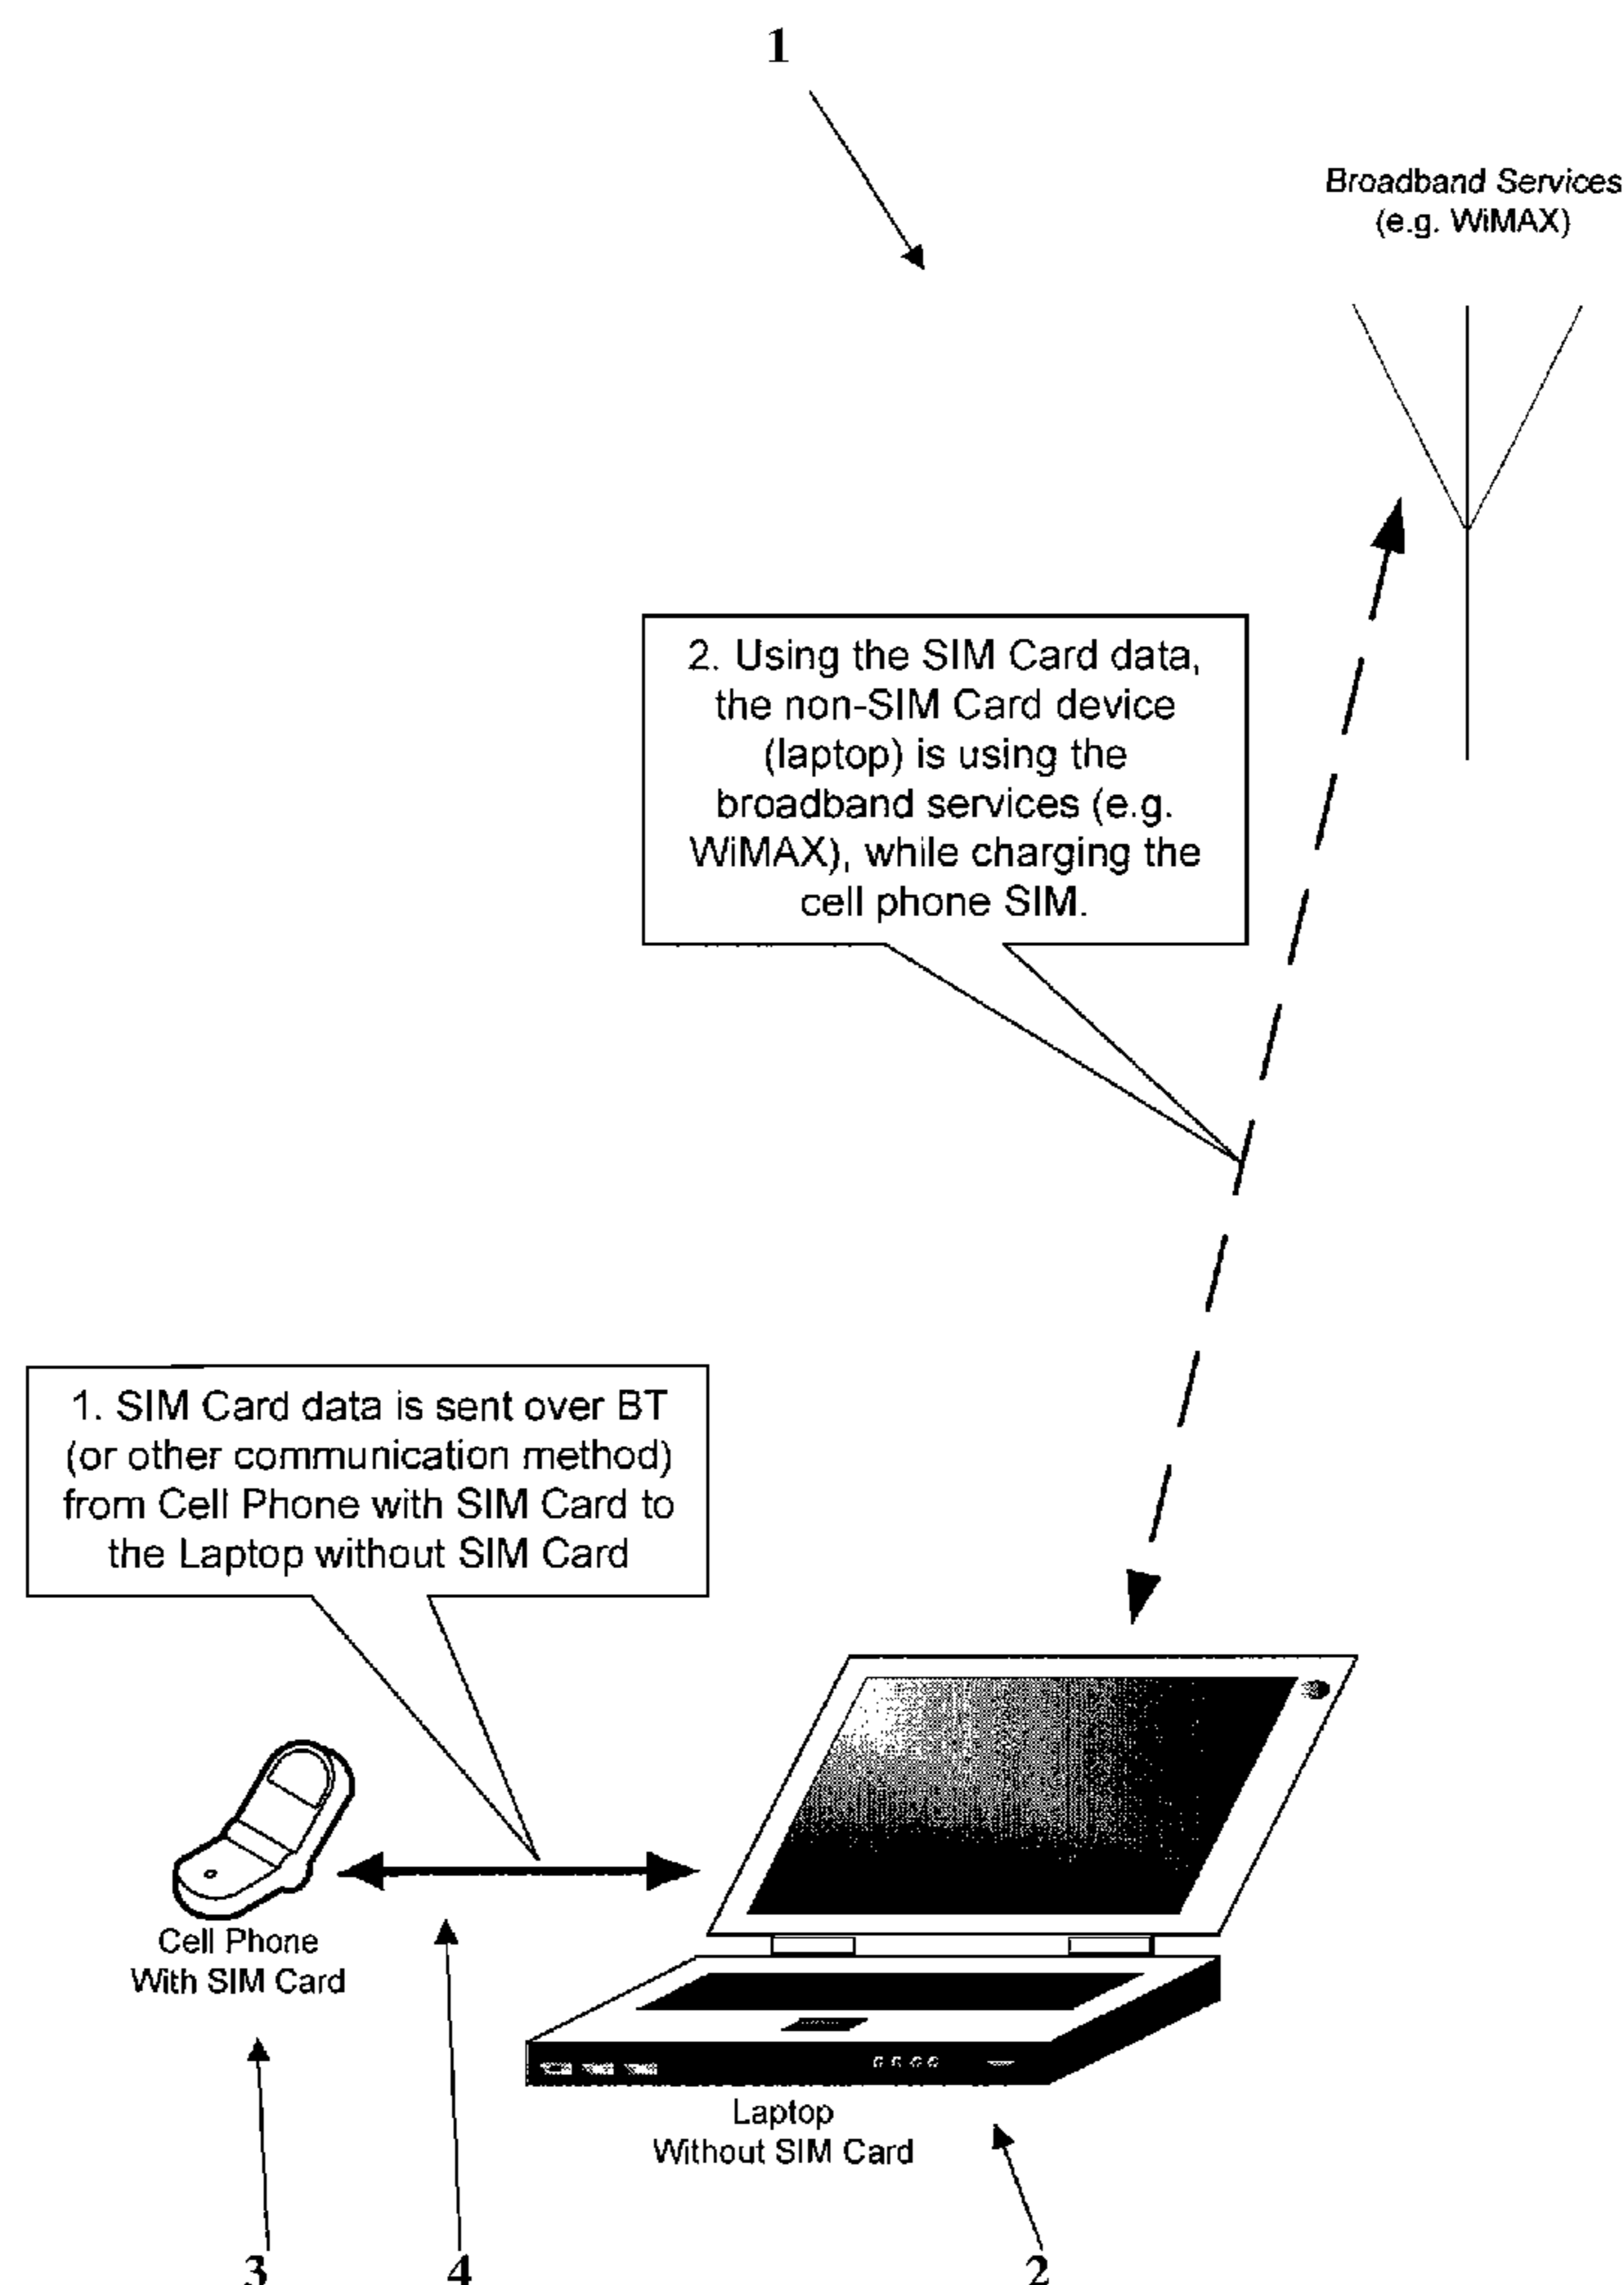 1
Broadband Services
(e.g. WiMAX)
2. Using the SIM Card data,
the non-SIM Card device
(laptop) is using the
broadband services (e.g.
WiMAX), while charging the
cell phone SIM.
1. SIM Card data is sent over BT
(or other communication method)
from Cell Phone with SIM Card to
the Laptop without SIM Card
Cell Phone
With SIM Card
Laptop
Without SIM Card
3
4
2